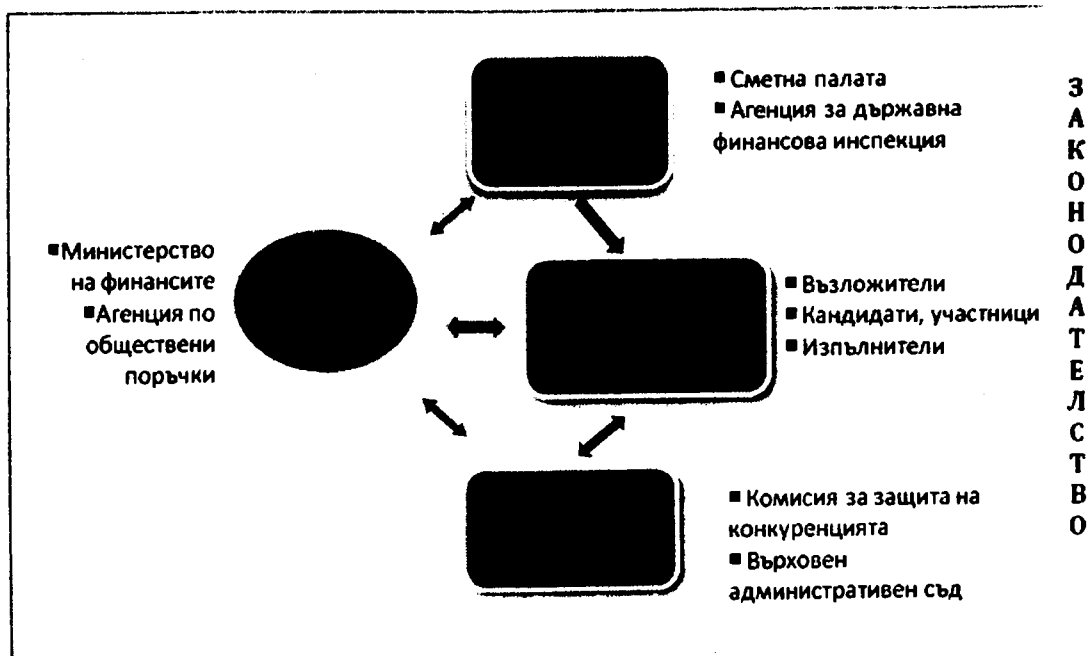 ■ Сметна палата
■ Агенция за държавна
финансова инспекция
■Министерство
на финансите
■Агенция по
обществени
поръчки
■ Възложители
■ Кандидати, участници
■ Изпълнители
■ Комисия за защита на
конкуренцията
■ Върховен
административен съд
ЗАКОНОДАТЕЛСТВО